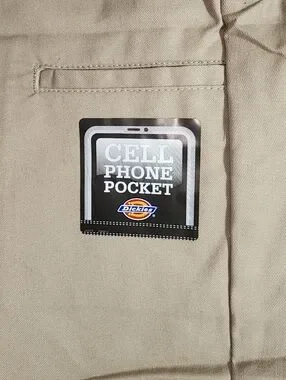 CELL
PHONE
POCKET
Dickies